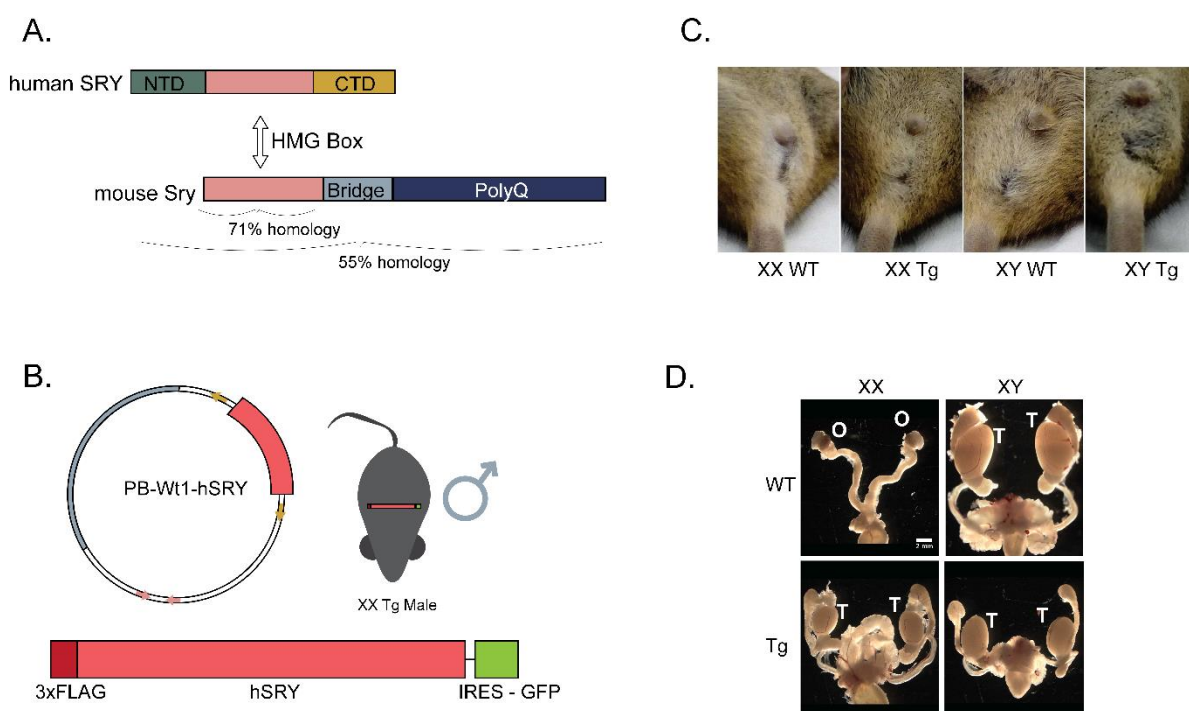 A.
human SRY
NTD
CTD
HMG Box
mouse Sry
Bridge
PolyQ
71% homology
55% homology
B.
PB-Wt1-hSRY
XX Tg Male
3xFLAG
hSRY
IRES - GFP
C.
XX WT
XX Tg
XY WT
XY Tg
D.
XX
XY
WT
O
O
T
T
2 mm
Tg
T
T
T
T